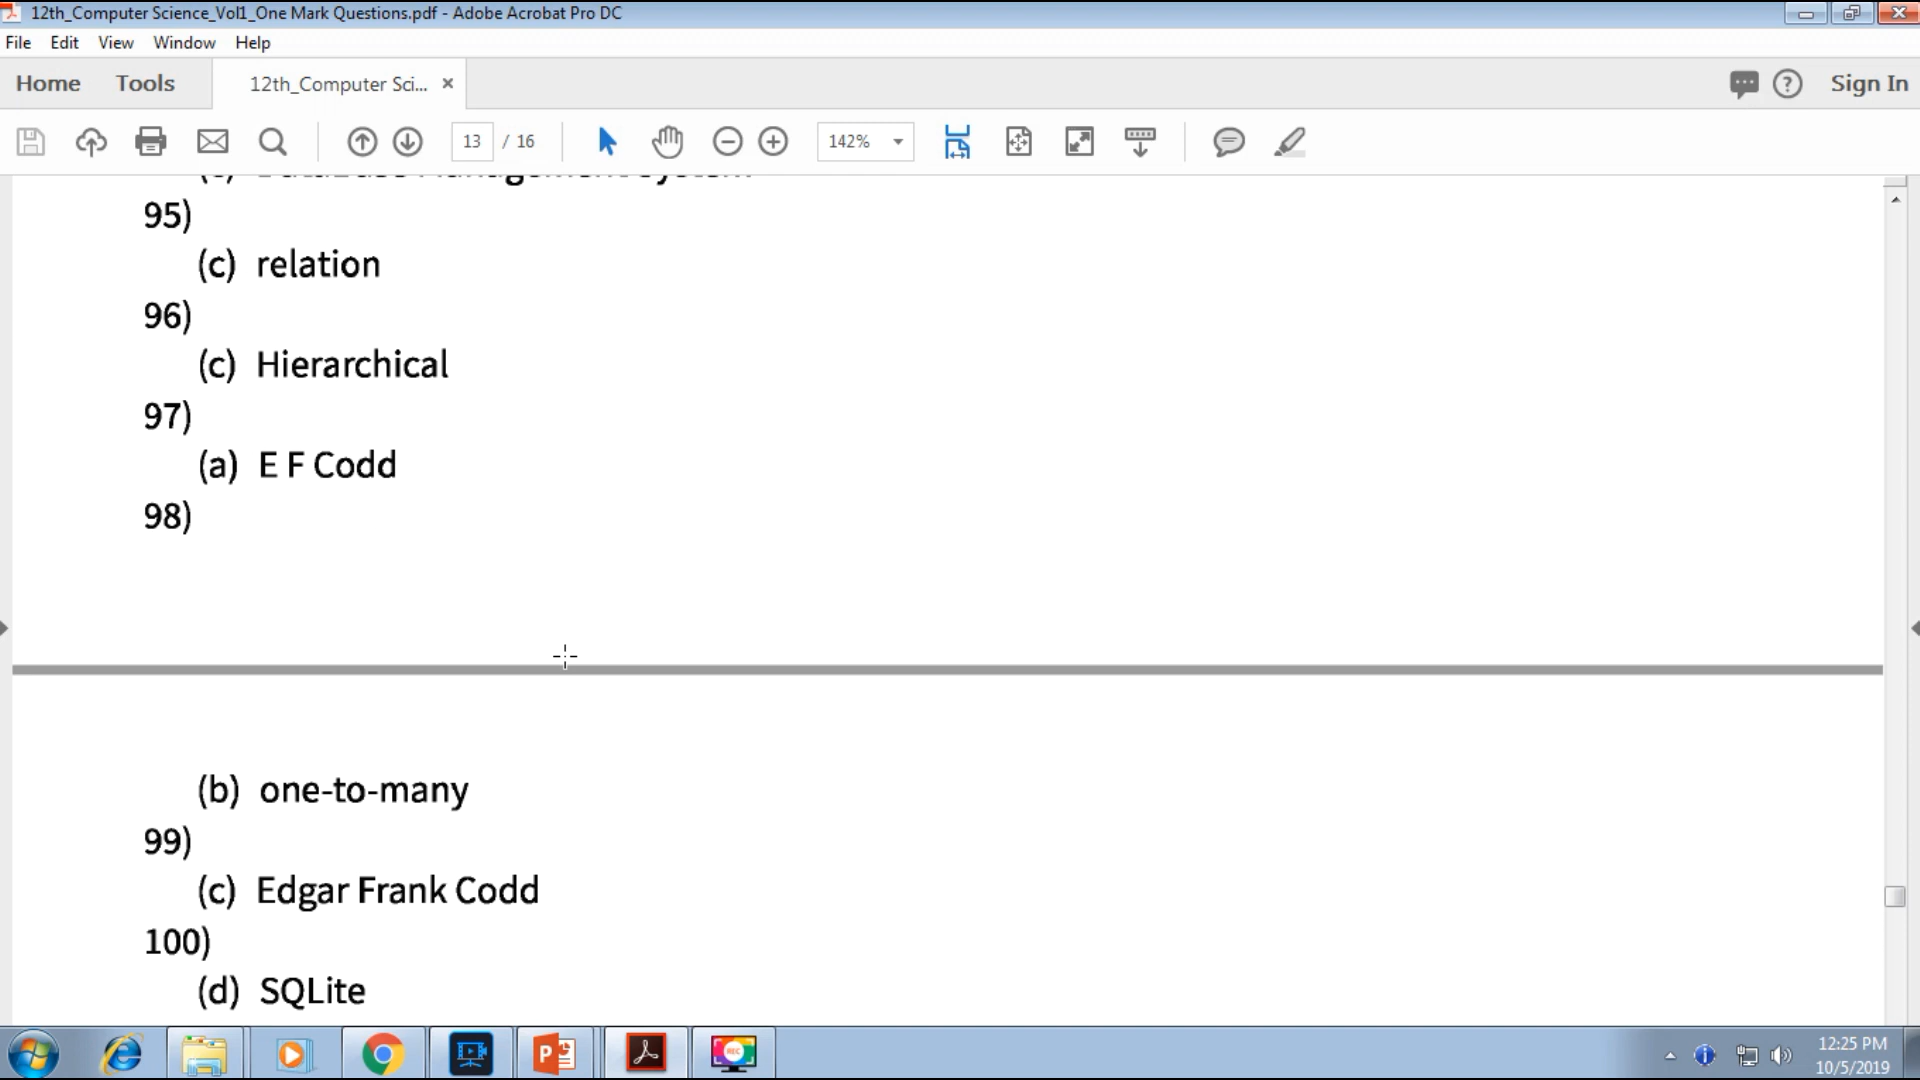 12th_Computer Science_Vol1_One Mark Questions.pdf - Adobe Acrobat Pro DC
File Edit View Window Help
Home Tools 12th_Computer Sci... × Sign In
13 / 16 142%
95)
(c) relation
96)
(c) Hierarchical
97)
(a) E F Codd
98)
(b) one-to-many
99)
(c) Edgar Frank Codd
100)
(d) SQLite
12:25 PM
10/5/2019